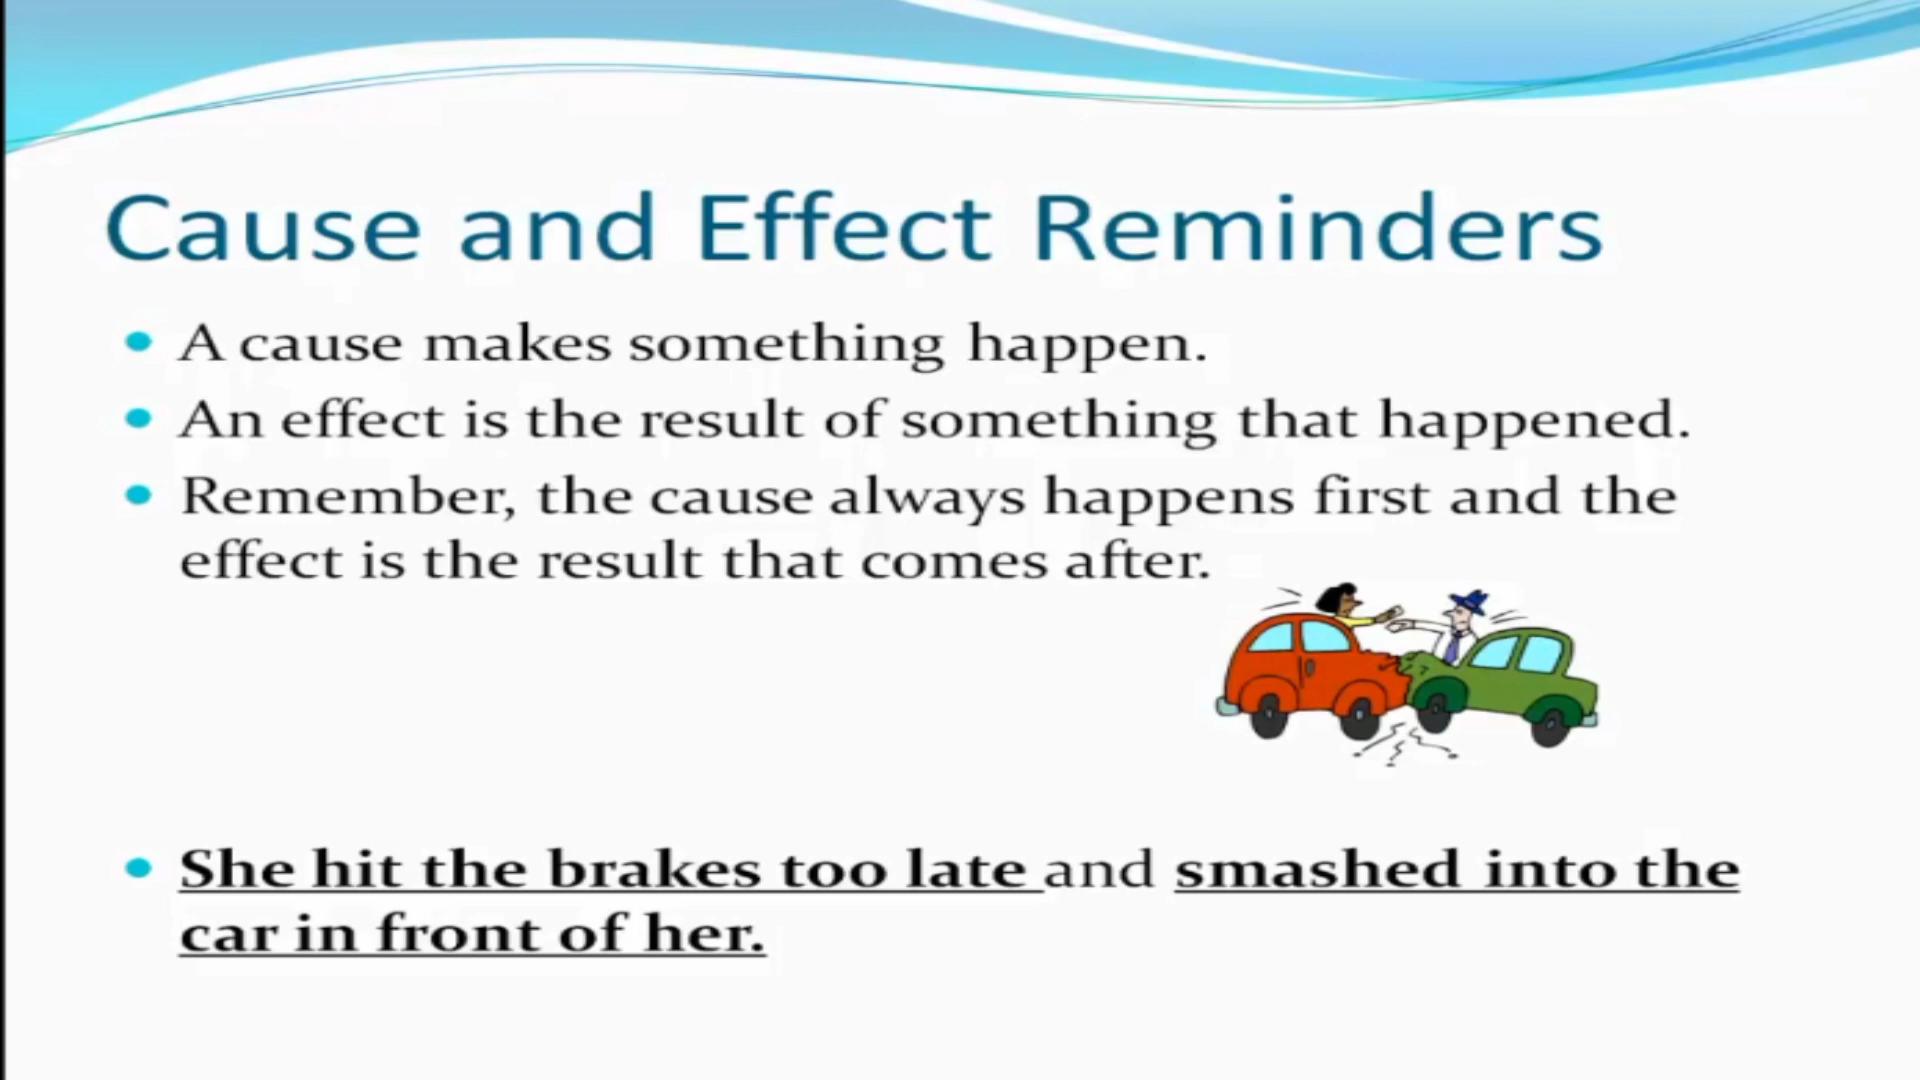 Cause and Effect Reminders
A cause makes something happen.
An effect is the result of something that happened.
Remember, the cause always happens first and the
effect is the result that comes after.
She hit the brakes too late and smashed into the
car in front of her.